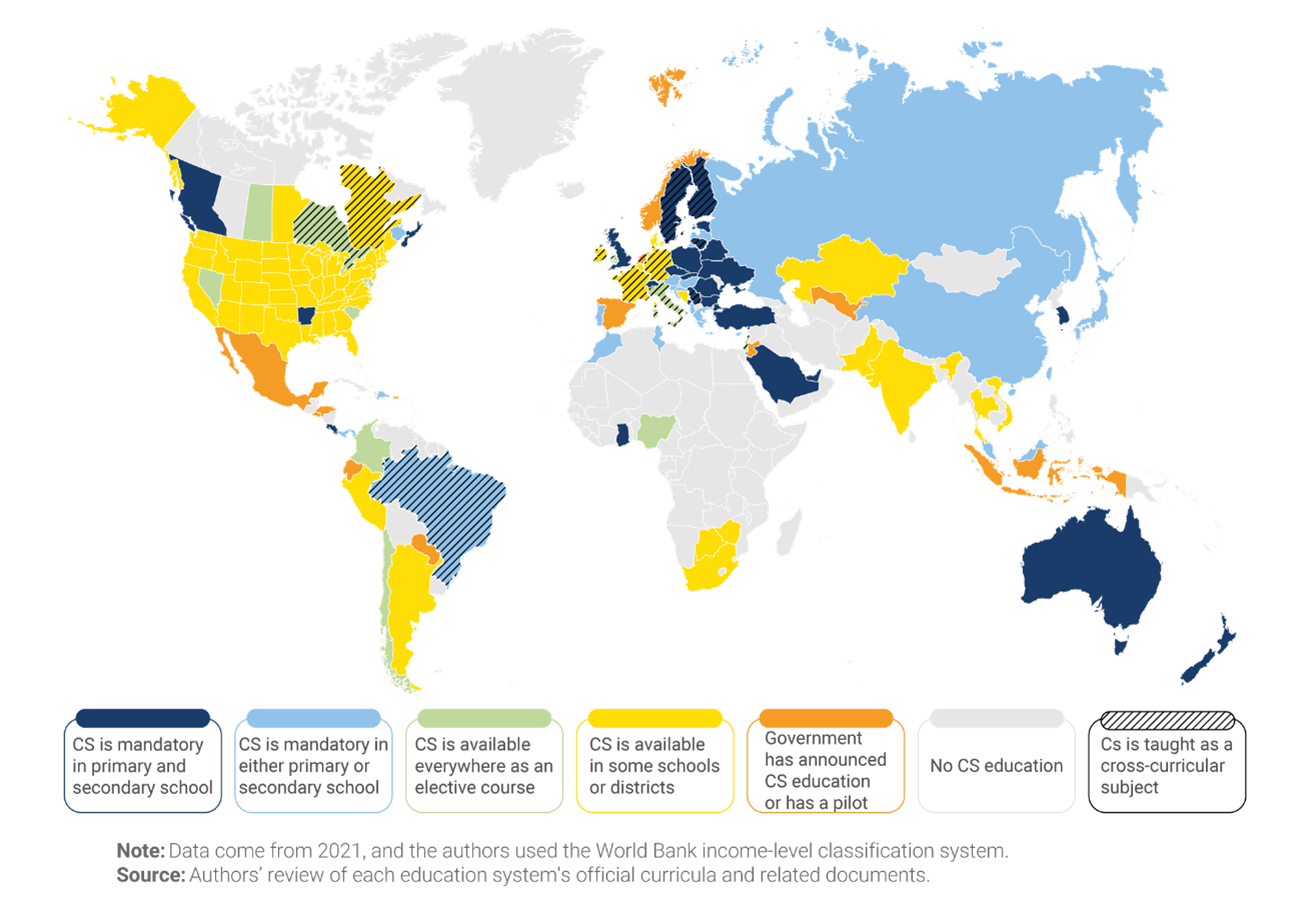 CS is mandatory
in primary and
secondary school
CS is mandatory in
either primary or
secondary school
CS is available
everywhere as an
elective course
CS is available
in some schools
or districts
Government
has announced
CS education
or has a pilot
No CS education
Cs is taught as a
cross-curricular
subject
Note: Data come from 2021, and the authors used the World Bank income-level classification system.
Source: Authors’ review of each education system's official curricula and related documents.